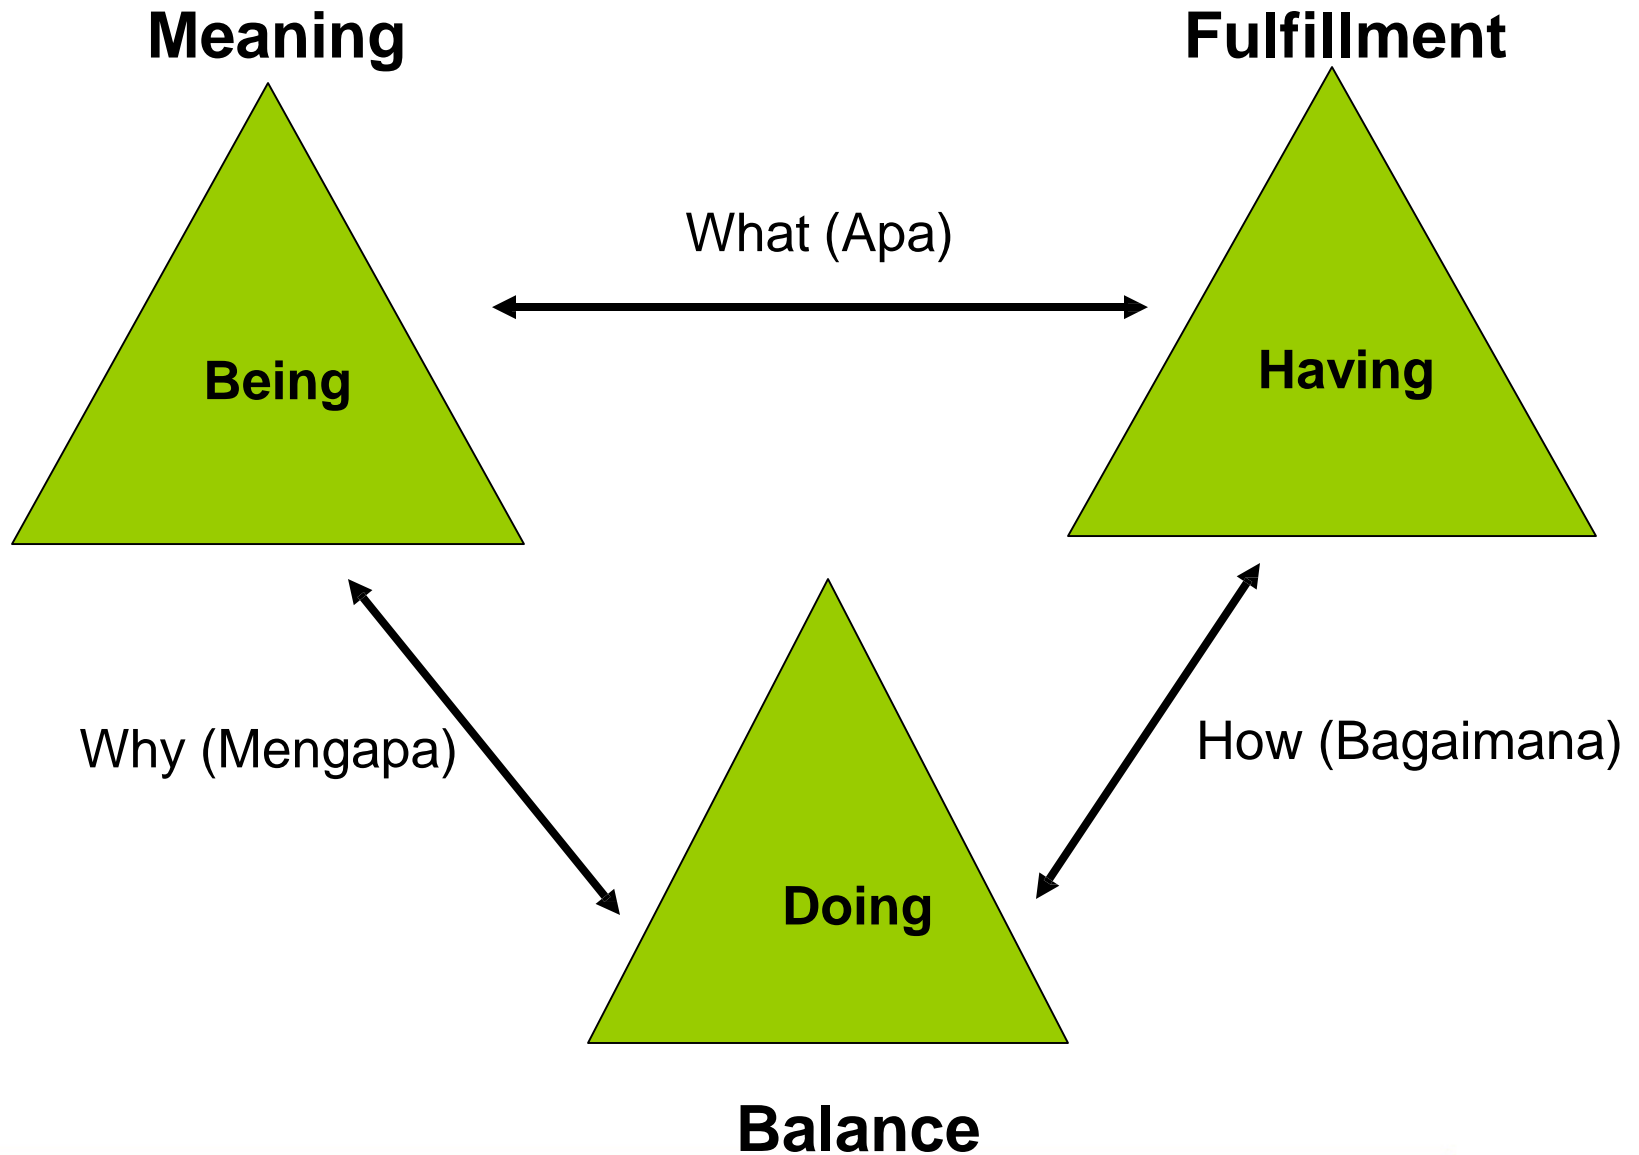 Meaning
Fulfillment
What (Apa)
Being
Having
Why (Mengapa)
How (Bagaimana)
Doing
Balance